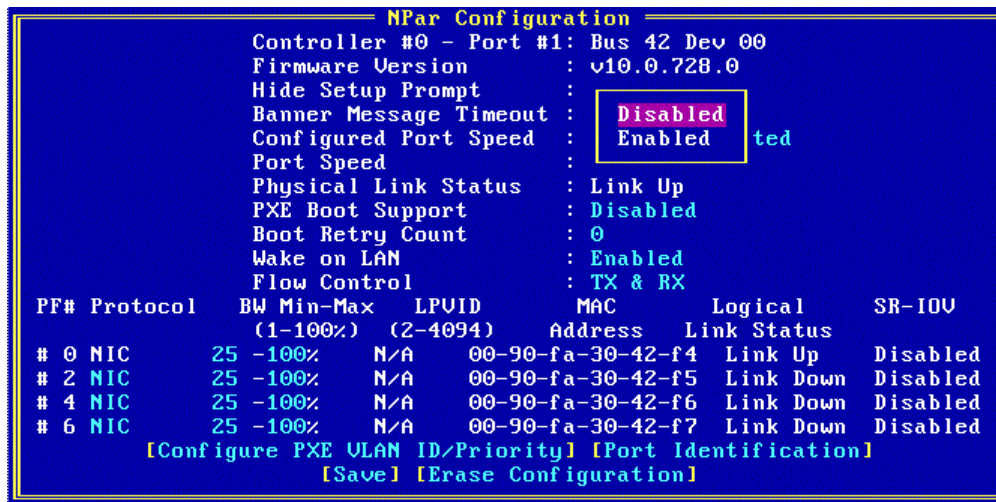 NPar Configuration
Controller #0 - Port #1: Bus 42 Dev 00
Firmware Version : v10.0.728.0
Hide Setup Prompt :
Banner Message Timeout : Disabled
Configured Port Speed : Enabled ted
Port Speed :
Physical Link Status : Link Up
PXE Boot Support : Disabled
Boot Retry Count : 0
Wake on LAN : Enabled
Flow Control : TX & RX
PF# Protocol BW Min-Max LPVID MAC Logical SR-IOV
(1-100%) (2-4094) Address Link Status
# 0 NIC 25 -100% N/A 00-90-fa-30-42-f4 Link Up Disabled
# 2 NIC 25 -100% N/A 00-90-fa-30-42-f5 Link Down Disabled
# 4 NIC 25 -100% N/A 00-90-fa-30-42-f6 Link Down Disabled
# 6 NIC 25 -100% N/A 00-90-fa-30-42-f7 Link Down Disabled
[Configure PXE VLAN ID/Priority] [Port Identification]
[Save] [Erase Configuration]